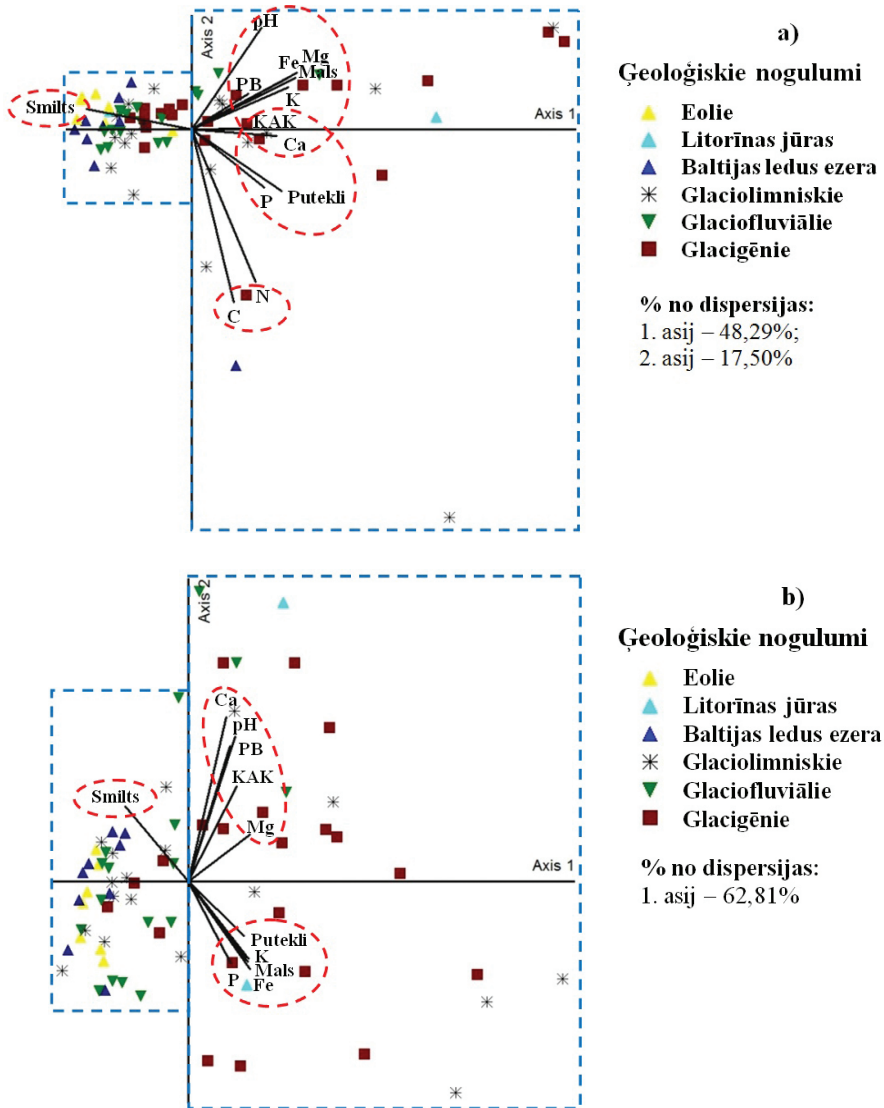 a)
Axis 2
pH
Fe
Mg
Mals
PB
K
Smilts
Axis 1
KAK
Ca
P
Putekli
N
C
Ģeoloģiskie nogulumi
Eolie
Litorīnas jūras
Baltijas ledus ezera
Glaciolimniskie
Glaciofluviālie
Glacigēnie
% no dispersijas:
1. asij – 48,29%;
2. asij – 17,50%
b)
Axis 2
Ca
pH
PB
KAK
Smilts
Mg
Axis 1
Putekli
K
Mals
P
Fe
Ģeoloģiskie nogulumi
Eolie
Litorīnas jūras
Baltijas ledus ezera
Glaciolimniskie
Glaciofluviālie
Glacigēnie
% no dispersijas:
1. asij – 62,81%